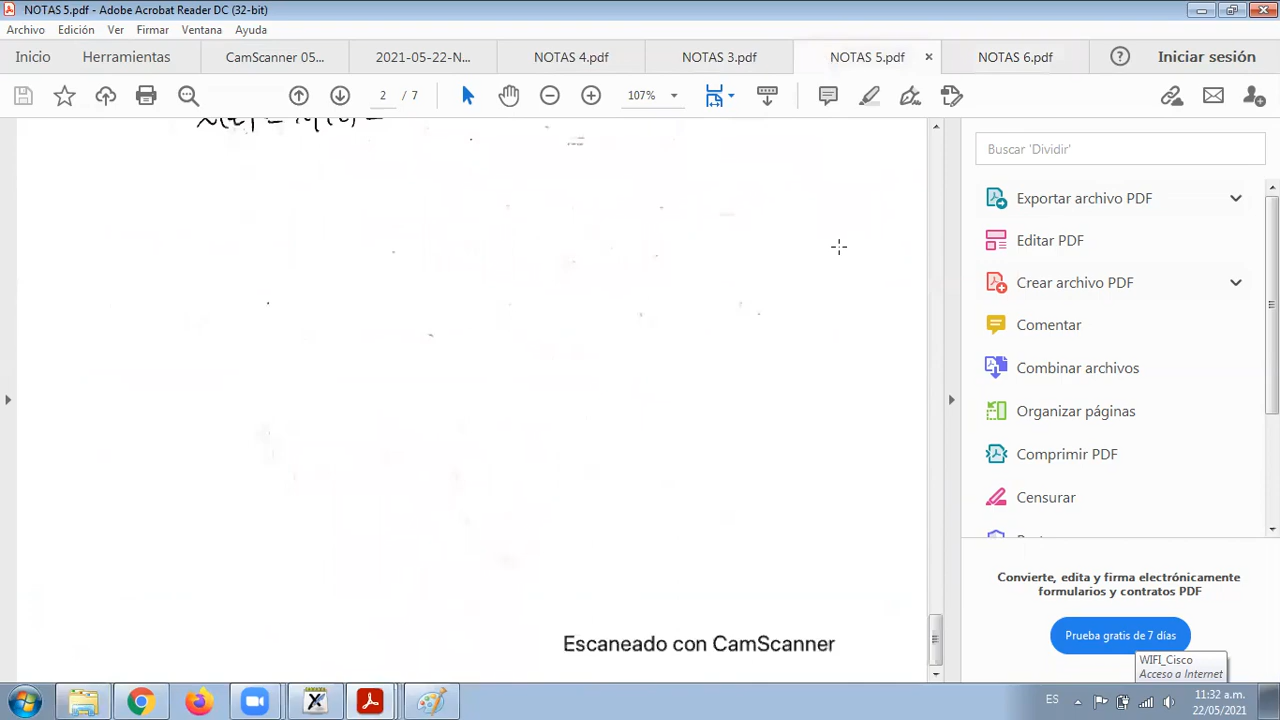 NOTAS 5.pdf - Adobe Acrobat Reader DC (32-bit)
Archivo Edición Ver Firmar Ventana Ayuda
Inicio Herramientas CamScanner 05... 2021-05-22-N... NOTAS 4.pdf NOTAS 3.pdf NOTAS 5.pdf × NOTAS 6.pdf ? Iniciar sesión
2 / 7 107%
Buscar 'Dividir'
Exportar archivo PDF
Editar PDF
Crear archivo PDF
Comentar
Combinar archivos
Organizar páginas
Comprimir PDF
Censurar
Convierte, edita y firma electrónicamente
formularios y contratos PDF
Prueba gratis de 7 días
Escaneado con CamScanner
WIFI_Cisco
Acceso a Internet
ES
11:32 a.m.
22/05/2021